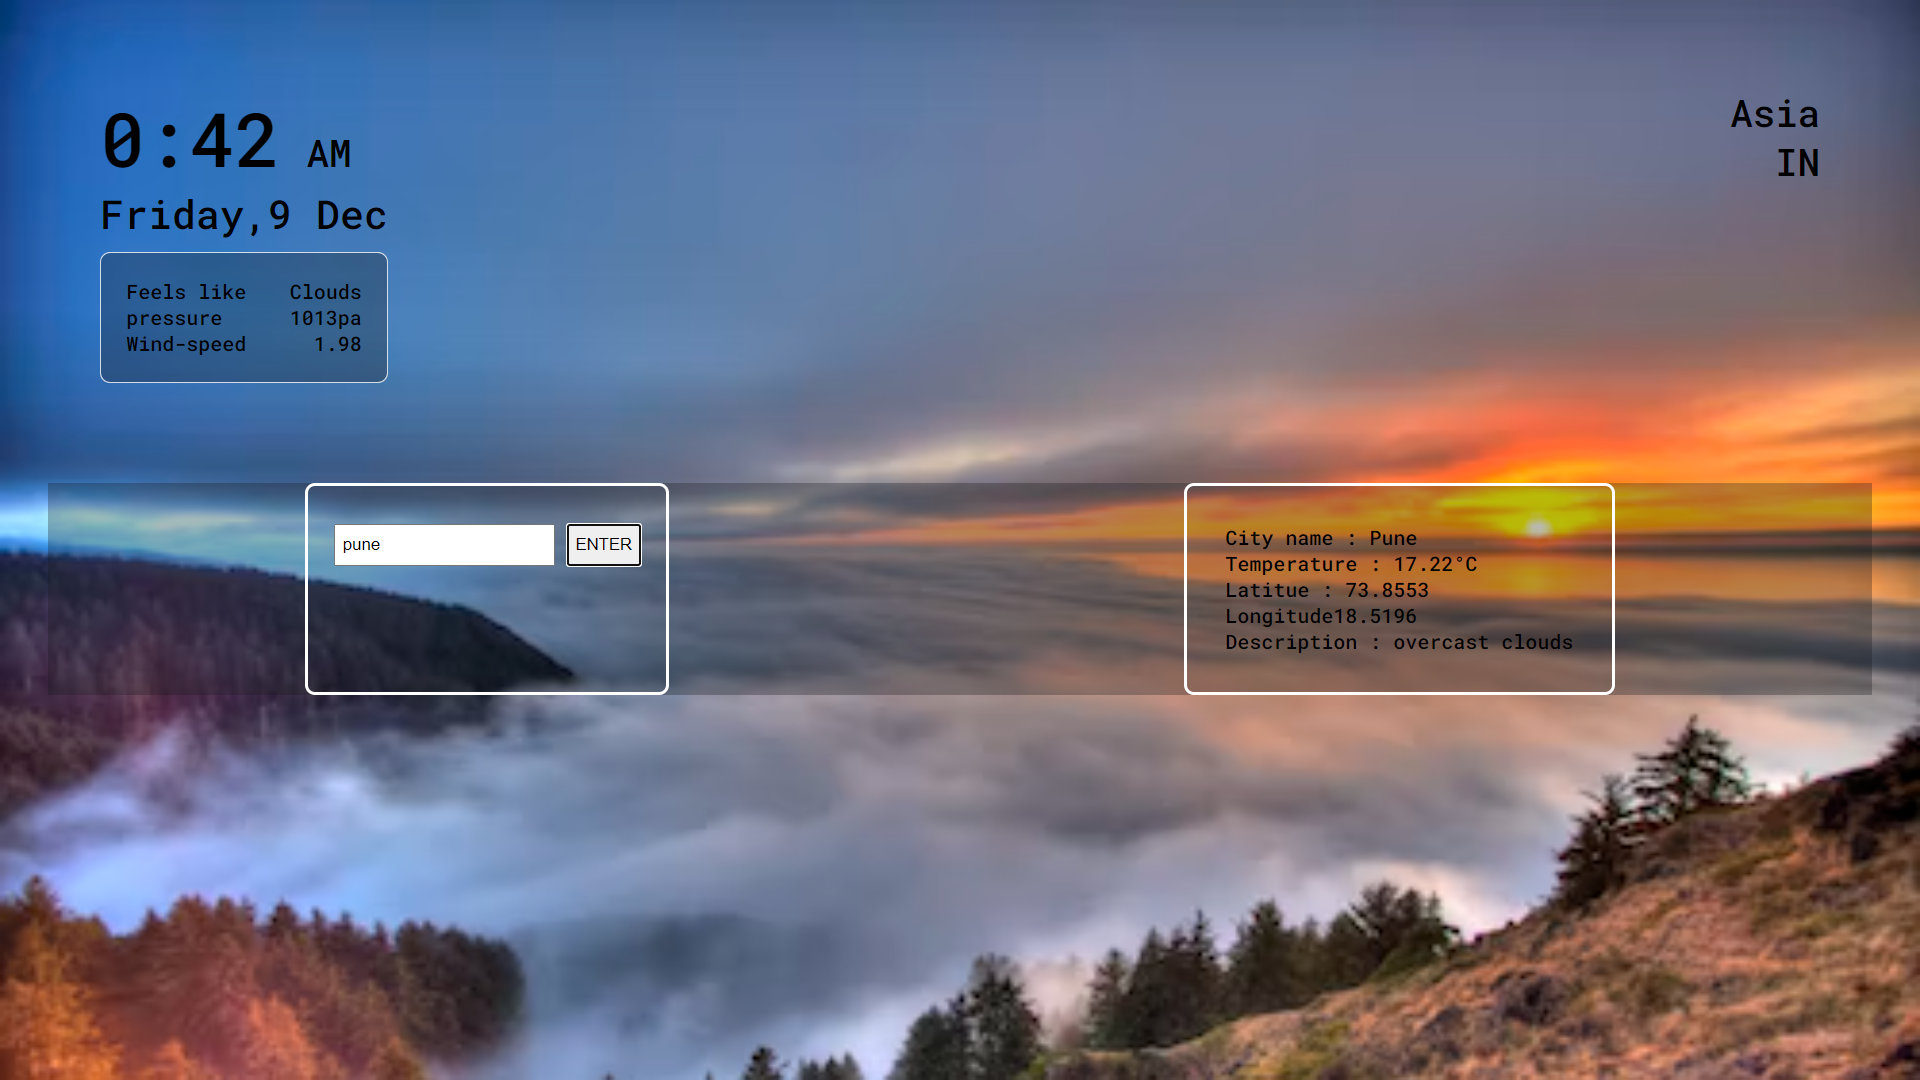 0:42 AM
Friday,9 Dec
Asia
IN
Feels like Clouds
pressure 1013pa
Wind-speed 1.98
pune
ENTER
City name : Pune
Temperature : 17.22°C
Latitue : 73.8553
Longitude18.5196
Description : overcast clouds